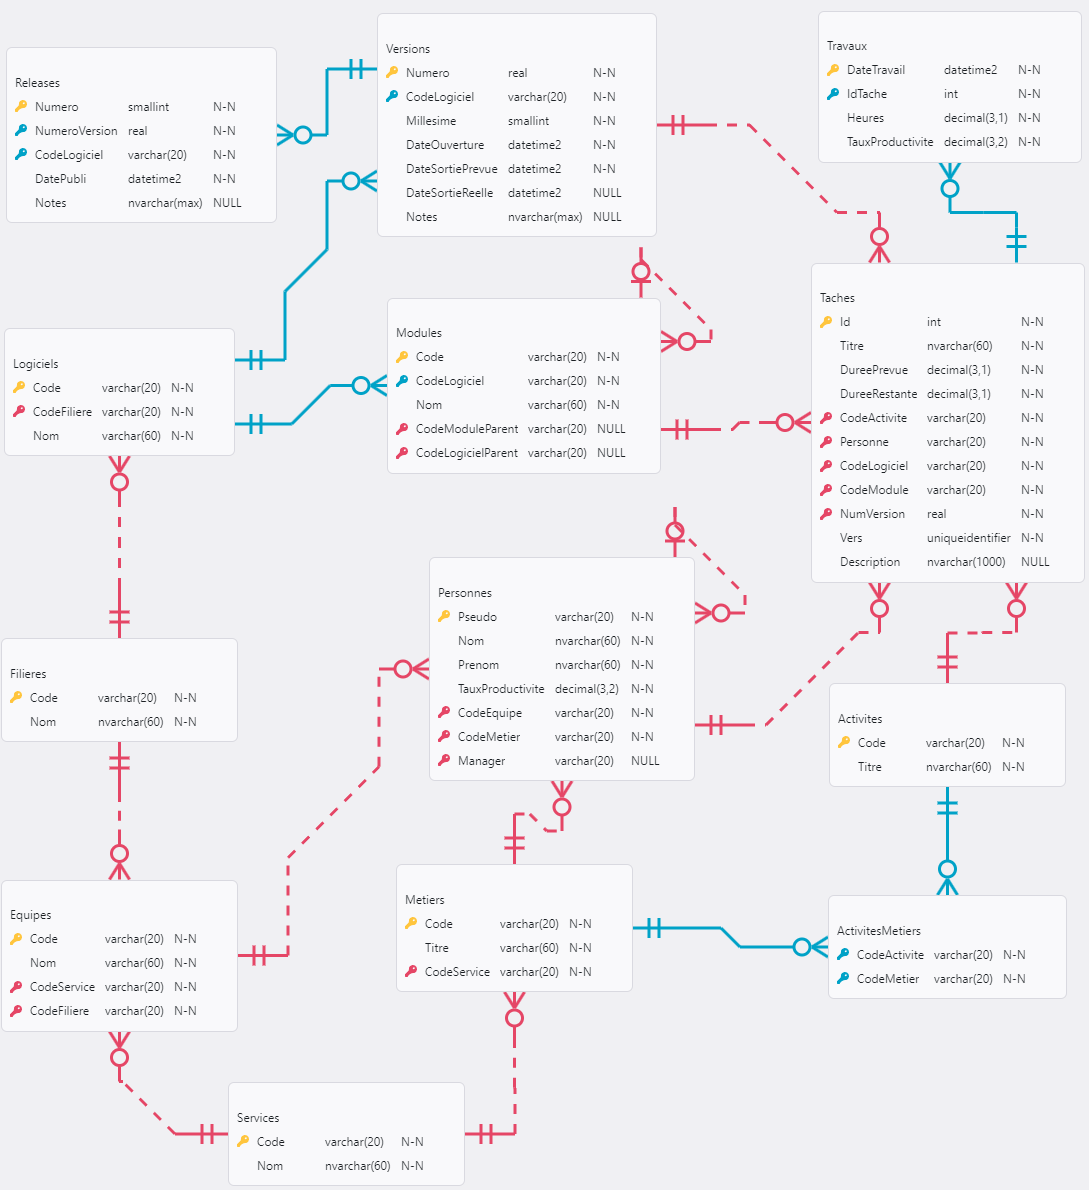 Releases
Numero smallint N-N
NumeroVersion real N-N
CodeLogiciel varchar(20) N-N
DatePubli datetime2 N-N
Notes nvarchar(max) NULL
Versions
Numero real N-N
CodeLogiciel varchar(20) N-N
Millesime smallint N-N
DateOuverture datetime2 N-N
DateSortiePrevue datetime2 N-N
DateSortieReelle datetime2 NULL
Notes nvarchar(max) NULL
Travaux
DateTravail datetime2 N-N
IdTache int N-N
Heures decimal(3,1) N-N
TauxProductivite decimal(3,2) N-N
Logiciels
Code varchar(20) N-N
CodeFiliere varchar(20) N-N
Nom varchar(60) N-N
Modules
Code varchar(20) N-N
CodeLogiciel varchar(20) N-N
Nom varchar(60) N-N
CodeModuleParent varchar(20) NULL
CodeLogicielParent varchar(20) NULL
Taches
Id int N-N
Titre nvarchar(60) N-N
DureePrevue decimal(3,1) N-N
DureeRestante decimal(3,1) N-N
CodeActivite varchar(20) N-N
Personne varchar(20) N-N
CodeLogiciel varchar(20) N-N
CodeModule varchar(20) N-N
NumVersion real N-N
Vers uniqueidentifier N-N
Description nvarchar(1000) NULL
Filieres
Code varchar(20) N-N
Nom nvarchar(60) N-N
Personnes
Pseudo varchar(20) N-N
Nom nvarchar(60) N-N
Prenom nvarchar(60) N-N
TauxProductivite decimal(3,2) N-N
CodeEquipe varchar(20) N-N
CodeMetier varchar(20) N-N
Manager varchar(20) NULL
Activites
Code varchar(20) N-N
Titre nvarchar(60) N-N
Equipes
Code varchar(20) N-N
Nom varchar(60) N-N
CodeService varchar(20) N-N
CodeFiliere varchar(20) N-N
Metiers
Code varchar(20) N-N
Titre varchar(60) N-N
CodeService varchar(20) N-N
ActivitesMetiers
CodeActivite varchar(20) N-N
CodeMetier varchar(20) N-N
Services
Code varchar(20) N-N
Nom nvarchar(60) N-N